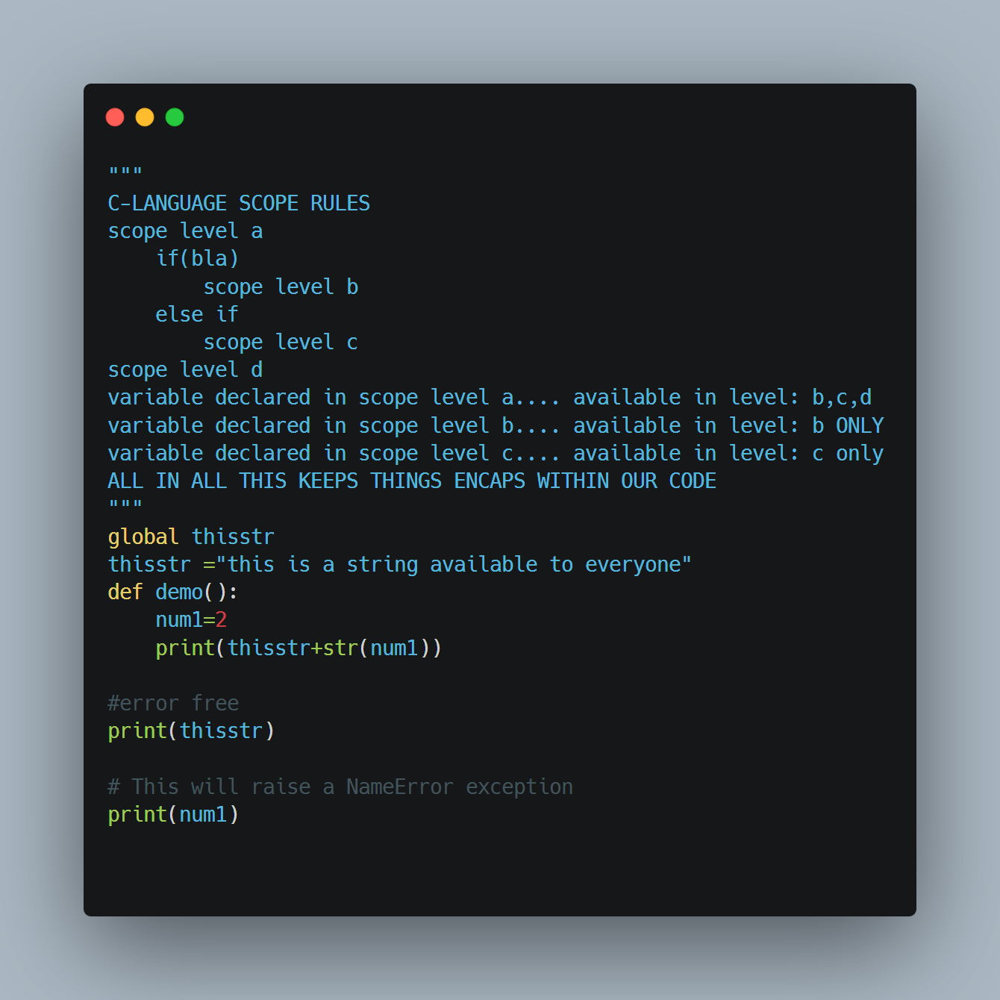 """
C-LANGUAGE SCOPE RULES
scope level a
    if(bla)
        scope level b
    else if
        scope level c
scope level d
variable declared in scope level a.... available in level: b,c,d
variable declared in scope level b.... available in level: b ONLY
variable declared in scope level c.... available in level: c only
ALL IN ALL THIS KEEPS THINGS ENCAPS WITHIN OUR CODE
"""
global thisstr
thisstr ="this is a string available to everyone"
def demo():
    num1=2
    print(thisstr+str(num1))

#error free
print(thisstr)

# This will raise a NameError exception
print(num1)